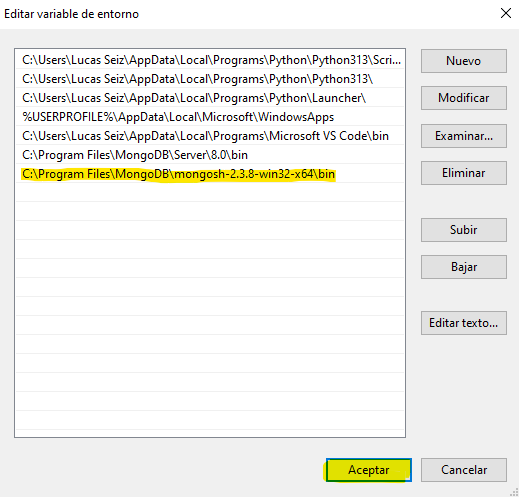 Editar variable de entorno
C:\Users\Lucas Seiz\AppData\Local\Programs\Python\Python313\Scri...
C:\Users\Lucas Seiz\AppData\Local\Programs\Python\Python313\
C:\Users\Lucas Seiz\AppData\Local\Programs\Python\Launcher\
%USERPROFILE%\AppData\Local\Microsoft\WindowsApps
C:\Users\Lucas Seiz\AppData\Local\Programs\Microsoft VS Code\bin
C:\Program Files\MongoDB\Server\8.0\bin
C:\Program Files\MongoDB\mongosh-2.3.8-win32-x64\bin
Nuevo
Modificar
Examinar...
Eliminar
Subir
Bajar
Editar texto...
Aceptar
Cancelar